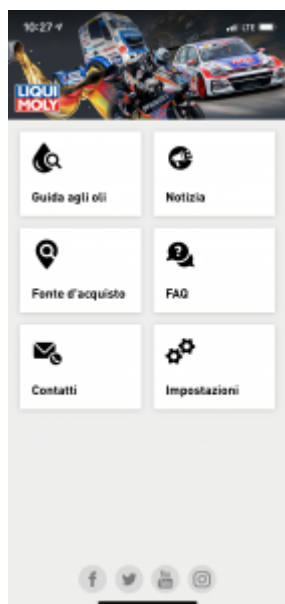 10:27
LTE
LIQUI
MOLY
Guida agli oli
Notizia
Fonte d'acquisto
FAQ
Contatti
Impostazioni